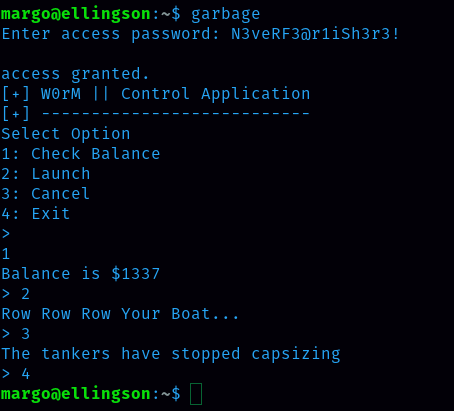 margo@ellingson:~$ garbage
Enter access password: N3veRF3@r1iSh3r3!
access granted.
[+] W0rM || Control Application
[+] ---------------------------
Select Option
1: Check Balance
2: Launch
3: Cancel
4: Exit
>
1
Balance is $1337
> 2
Row Row Row Your Boat...
> 3
The tankers have stopped capsizing
> 4
margo@ellingson:~$